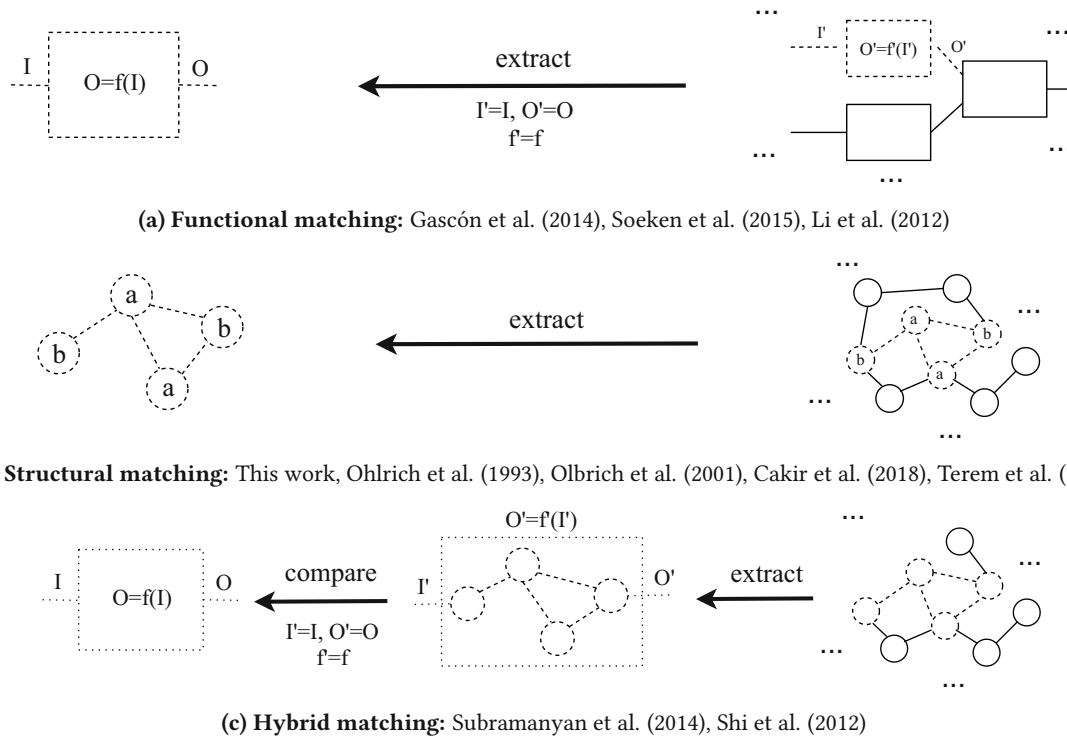 I
O=f(I)
O
extract
I'=I, O'=O
f'=f
...
I'
O'=f'(I')
O'
...
...
...
...
(a) Functional matching: Gascón et al. (2014), Soeken et al. (2015), Li et al. (2012)
b
a
b
a
extract
...
a
b
b
a
...
...
...
Structural matching: This work, Ohlrich et al. (1993), Olbrich et al. (2001), Cakir et al. (2018), Terem et al. (
I
O=f(I)
O
compare
I'=I, O'=O
f'=f
O'=f'(I')
I'
O'
extract
...
...
...
...
(c) Hybrid matching: Subramanyan et al. (2014), Shi et al. (2012)